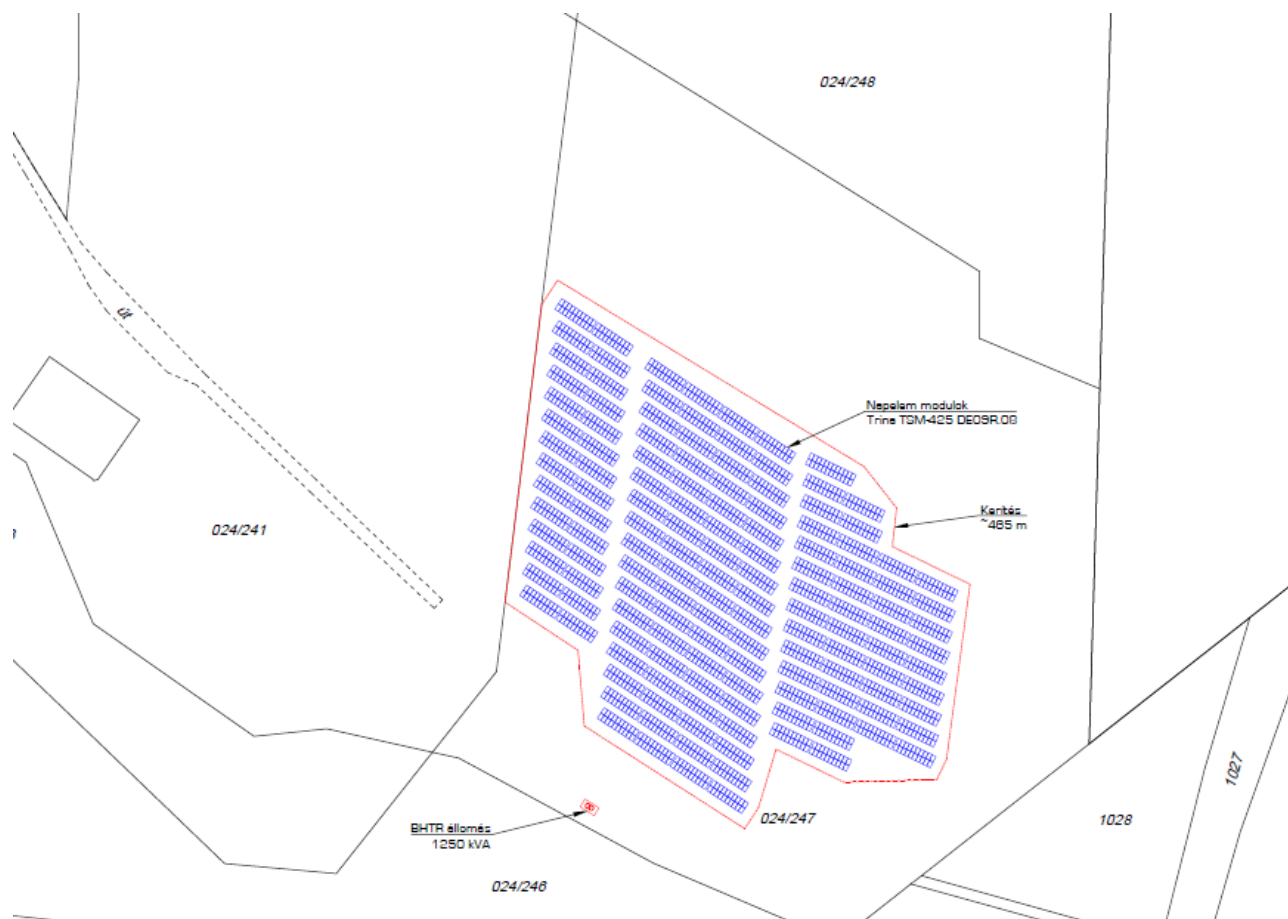 024/248
út
Napelem modulok
Trina TSM-425 DE09R.08
Kerítés
~465 m
024/241
024/247
1027
1028
BHTR állomás
1250 kVA
024/246